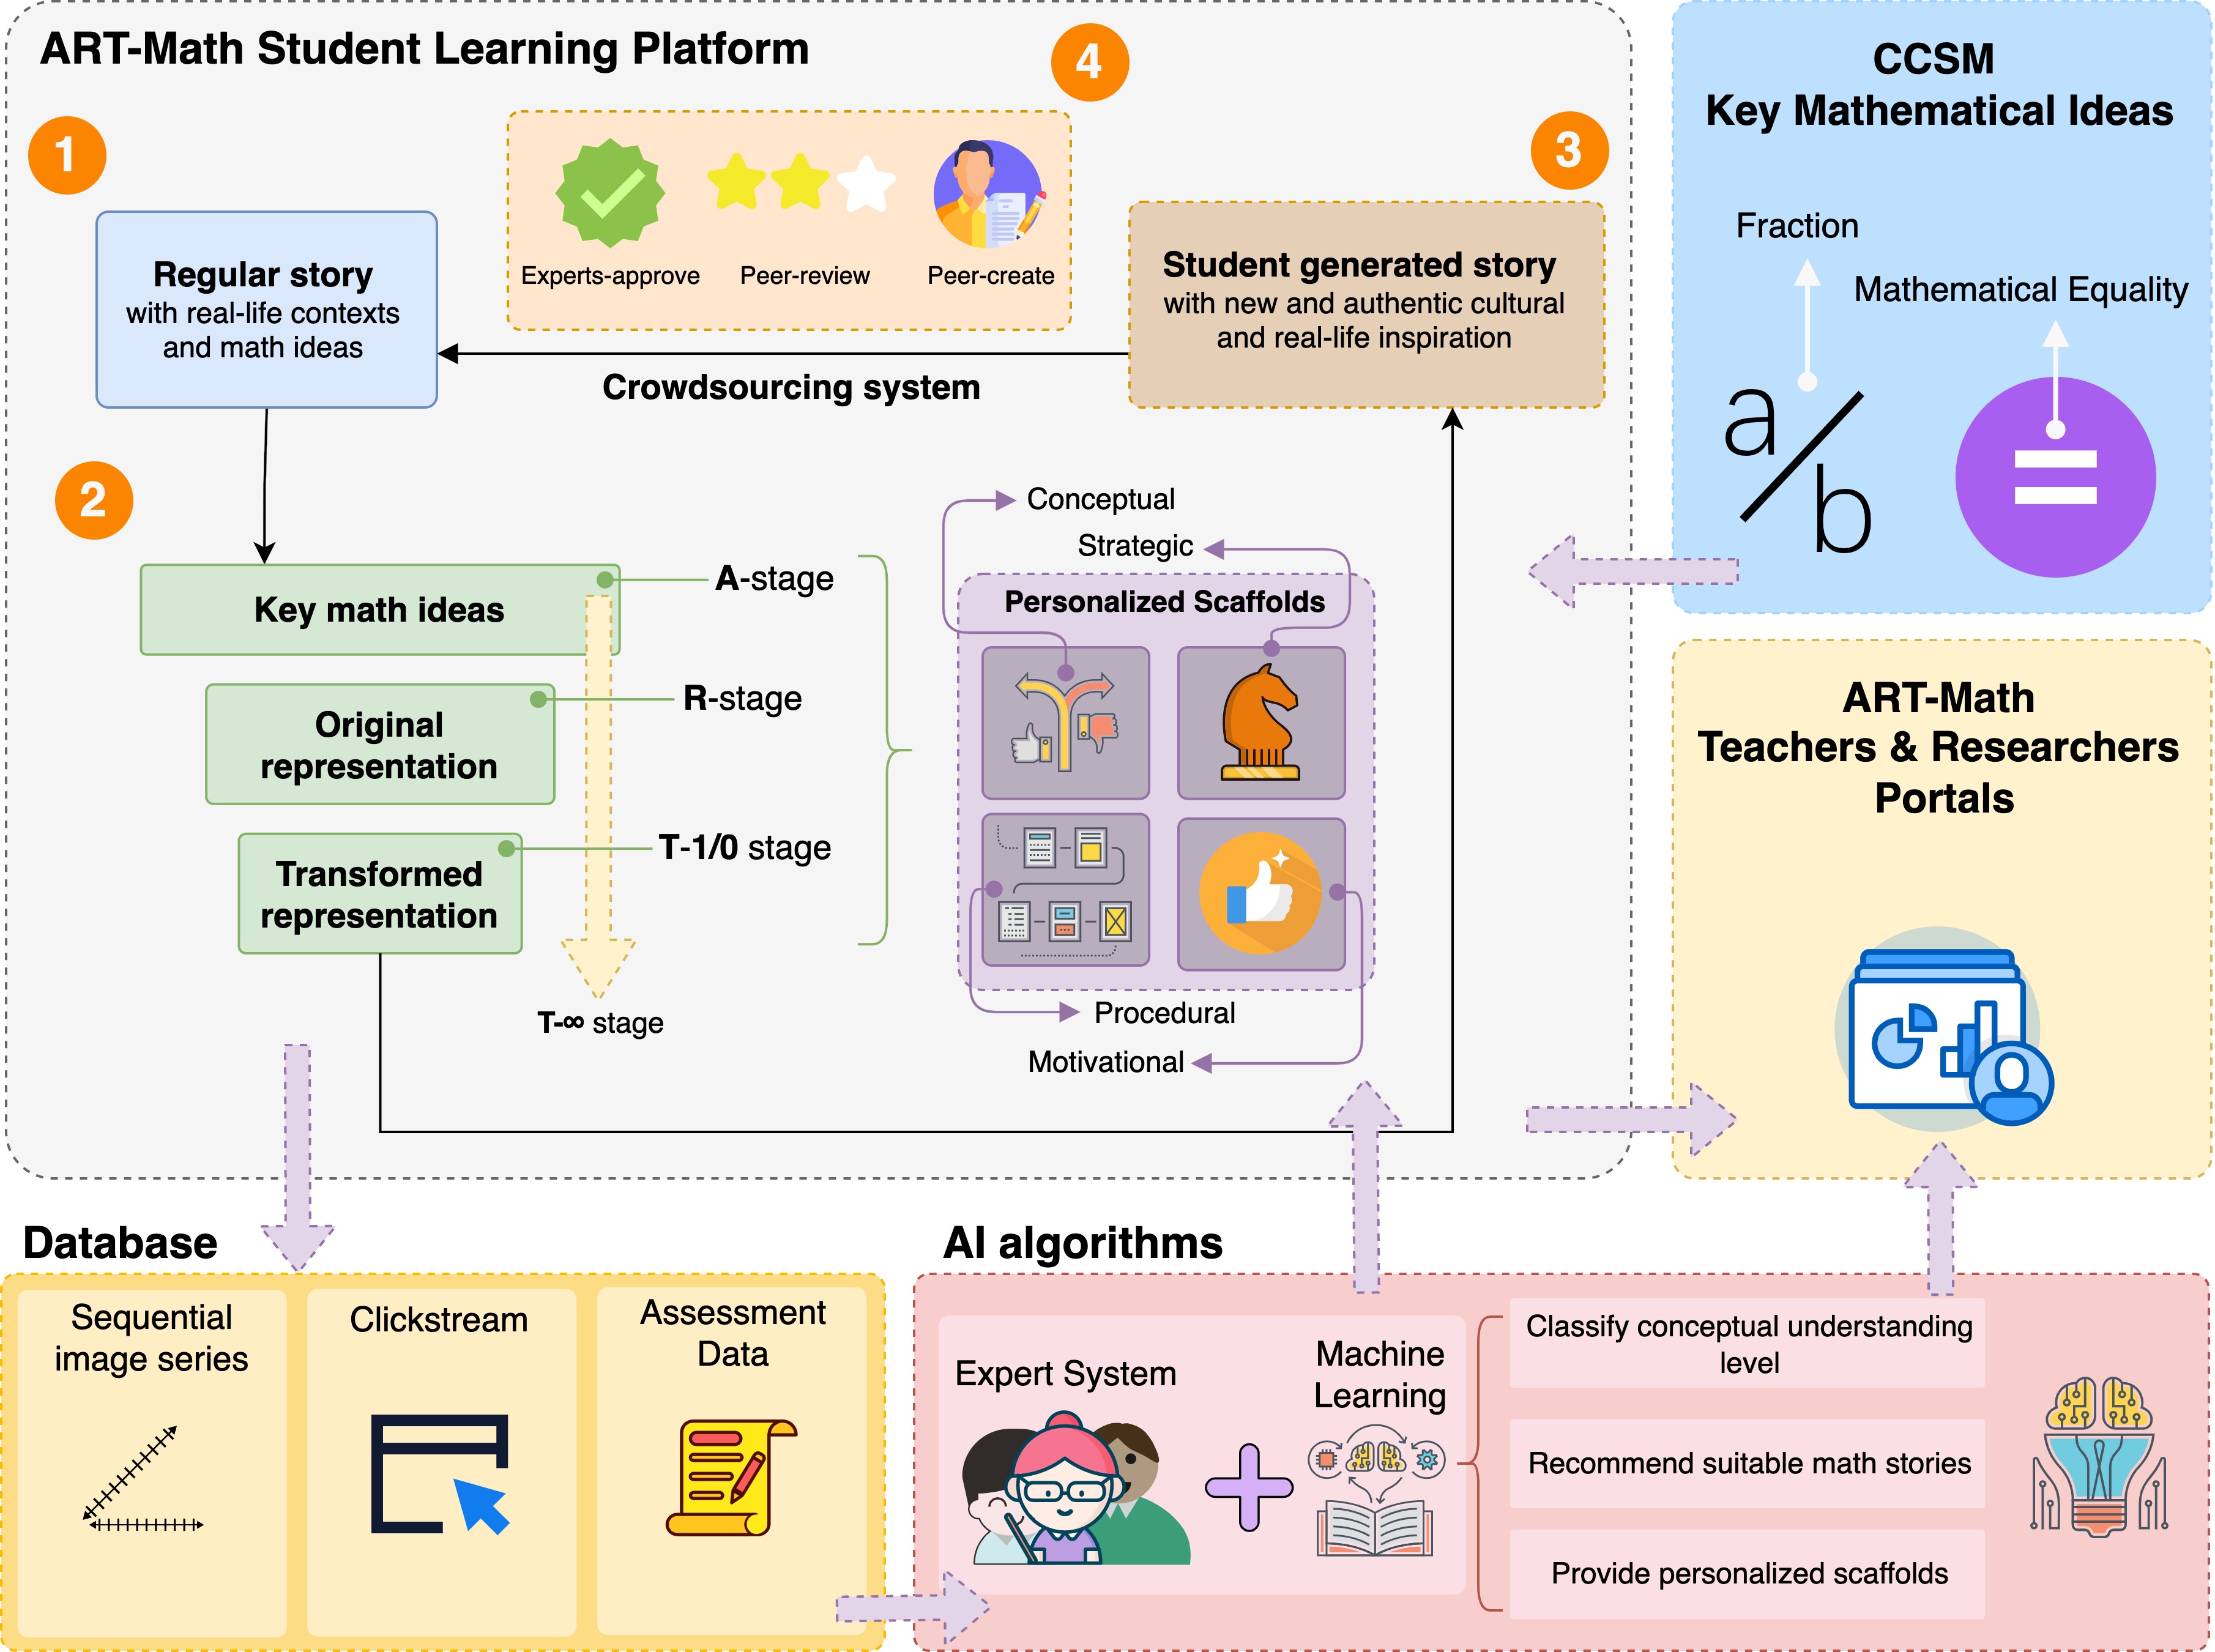 ART-Math Student Learning Platform
4
1
3
Experts-approve
Peer-review
Peer-create
Regular story
with real-life contexts
and math ideas
Student generated story
with new and authentic cultural
and real-life inspiration
Crowdsourcing system
2
Key math ideas
A-stage
Original
representation
R-stage
Transformed
representation
T-1/0 stage
T-∞ stage
Conceptual
Strategic
Personalized Scaffolds
Procedural
Motivational
CCSM
Key Mathematical Ideas
Fraction
Mathematical Equality
a/b
=
ART-Math
Teachers & Researchers
Portals
Database
Sequential
image series
Clickstream
Assessment
Data
AI algorithms
Expert System
Machine
Learning
Classify conceptual understanding
level
Recommend suitable math stories
Provide personalized scaffolds